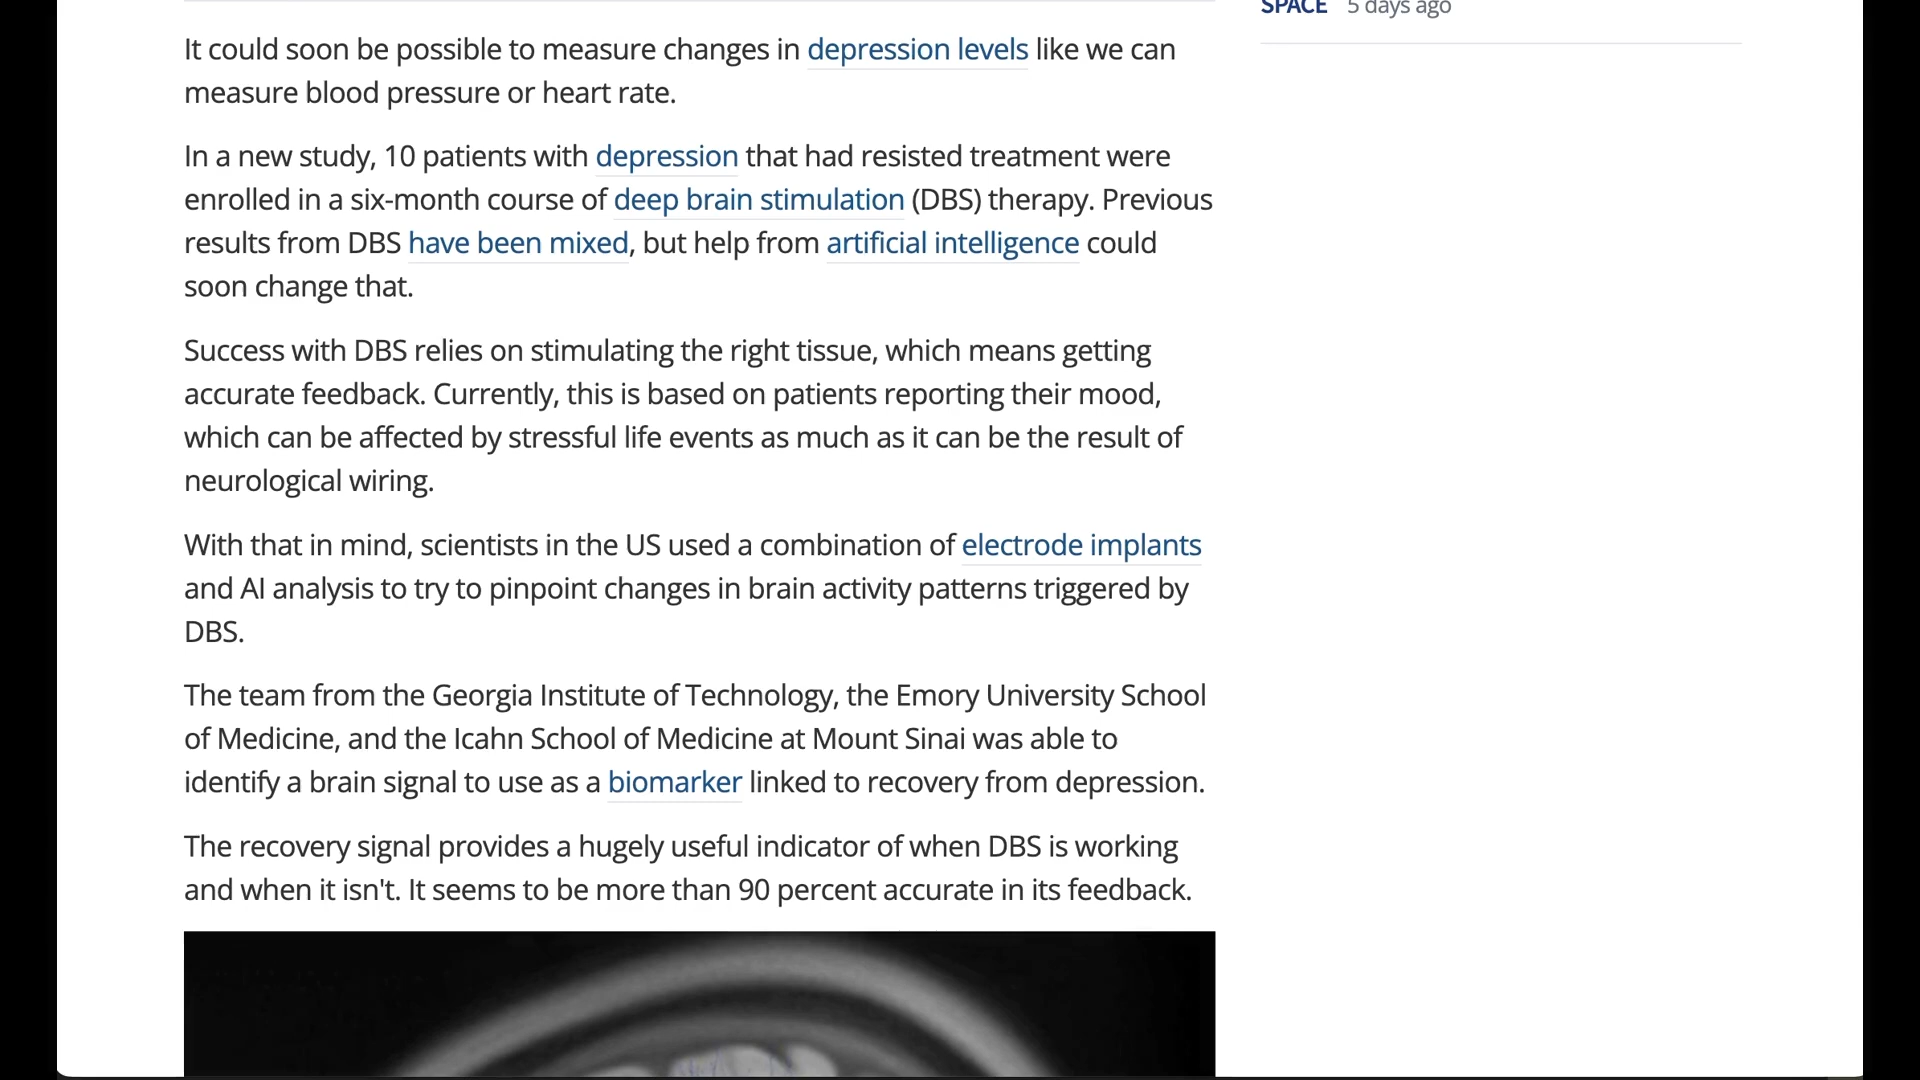 SPACE 5 days ago
It could soon be possible to measure changes in depression levels like we can
measure blood pressure or heart rate.
In a new study, 10 patients with depression that had resisted treatment were
enrolled in a six-month course of deep brain stimulation (DBS) therapy. Previous
results from DBS have been mixed, but help from artificial intelligence could
soon change that.
Success with DBS relies on stimulating the right tissue, which means getting
accurate feedback. Currently, this is based on patients reporting their mood,
which can be affected by stressful life events as much as it can be the result of
neurological wiring.
With that in mind, scientists in the US used a combination of electrode implants
and AI analysis to try to pinpoint changes in brain activity patterns triggered by
DBS.
The team from the Georgia Institute of Technology, the Emory University School
of Medicine, and the Icahn School of Medicine at Mount Sinai was able to
identify a brain signal to use as a biomarker linked to recovery from depression.
The recovery signal provides a hugely useful indicator of when DBS is working
and when it isn't. It seems to be more than 90 percent accurate in its feedback.